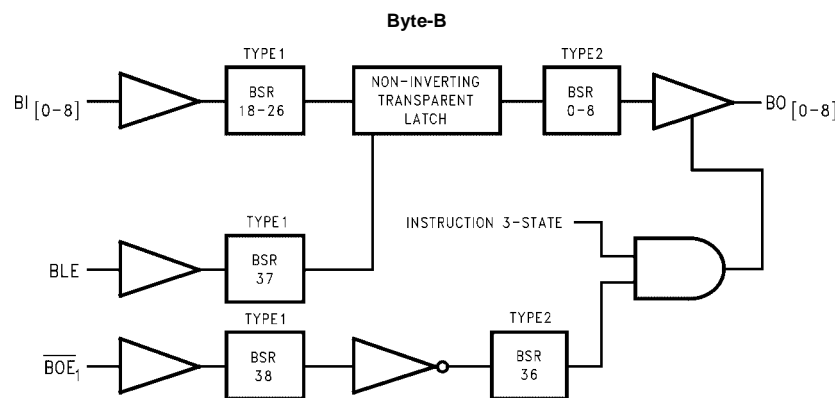 Byte-B
TYPE1
TYPE2
BI[0-8]
BSR
18-26
NON-INVERTING
TRANSPARENT
LATCH
BSR
0-8
BO[0-8]
TYPE1
INSTRUCTION 3-STATE
BLE
BSR
37
TYPE1
TYPE2
BOE1
BSR
38
BSR
36